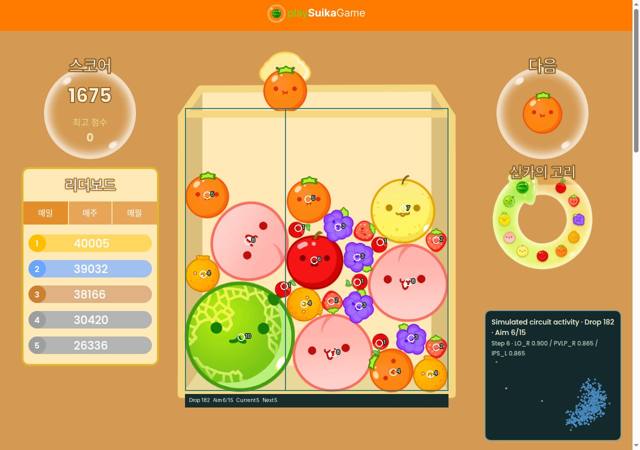 playSuikaGame
스코어
1675
최고 점수
0
리더보드
매일 매주 매월
1 40005
2 39032
3 38166
4 30420
5 26336
다음
산카의 고리
Simulated circuit activity · Drop 182
· Aim 6/15
Step 6 · LO_R 0.900 / PVLP_R 0.865 /
IPS_L 0.865
Drop 182 Aim 6/15 Current 5 Next 5